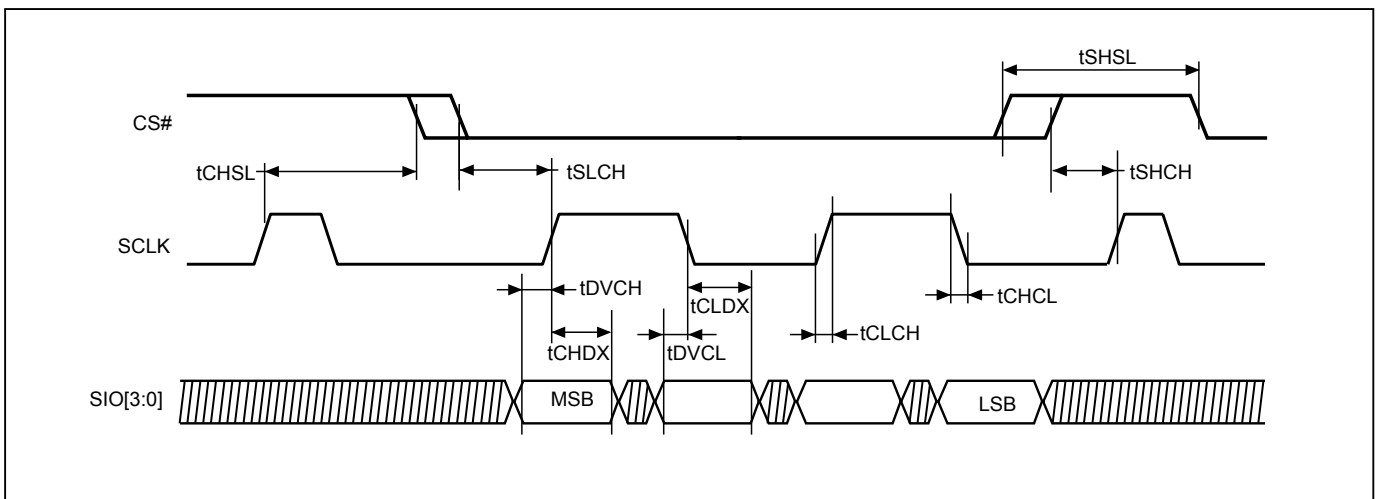 tSHSL
CS#
tCHSL
tSLCH
tSHCH
SCLK
tDVCH
tCLDX
tCHCL
tCLCH
tCHDX
tDVCL
SIO[3:0]
MSB
LSB